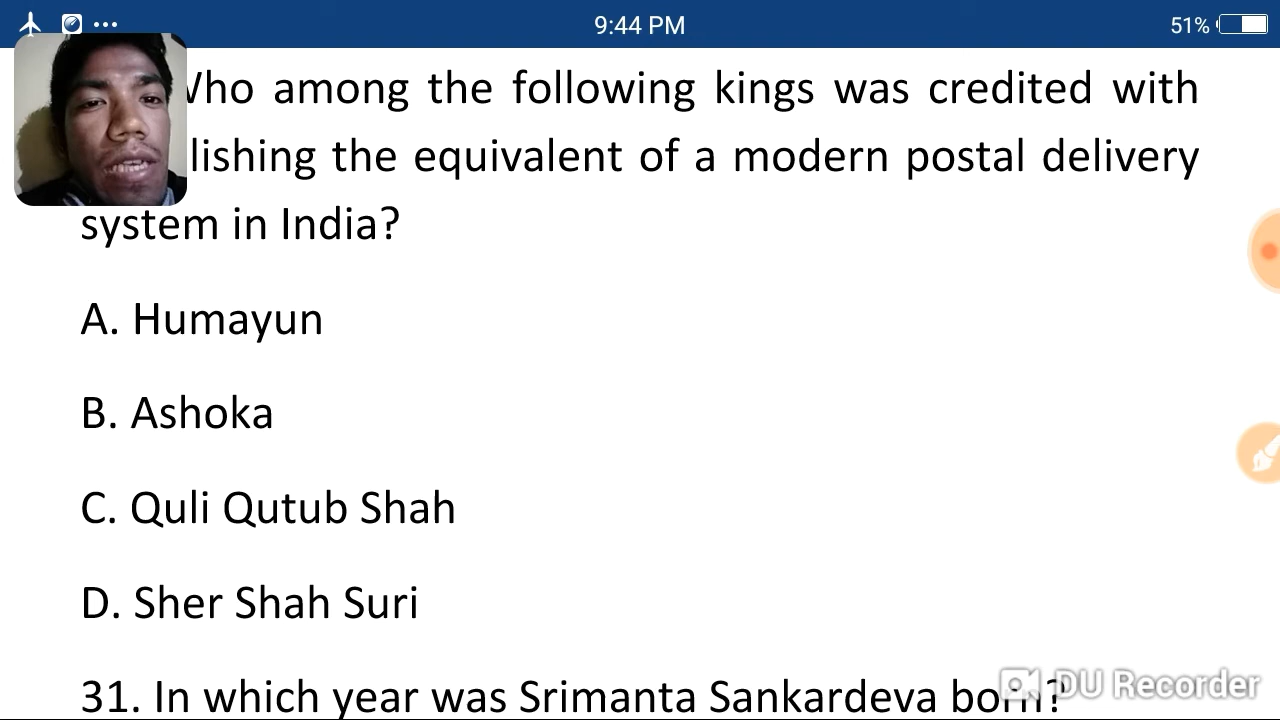 9:44 PM 51%
who among the following kings was credited with
lishing the equivalent of a modern postal delivery
system in India?
A. Humayun
B. Ashoka
C. Quli Qutub Shah
D. Sher Shah Suri
31. In which year was Srimanta Sankardeva born?
DU Recorder